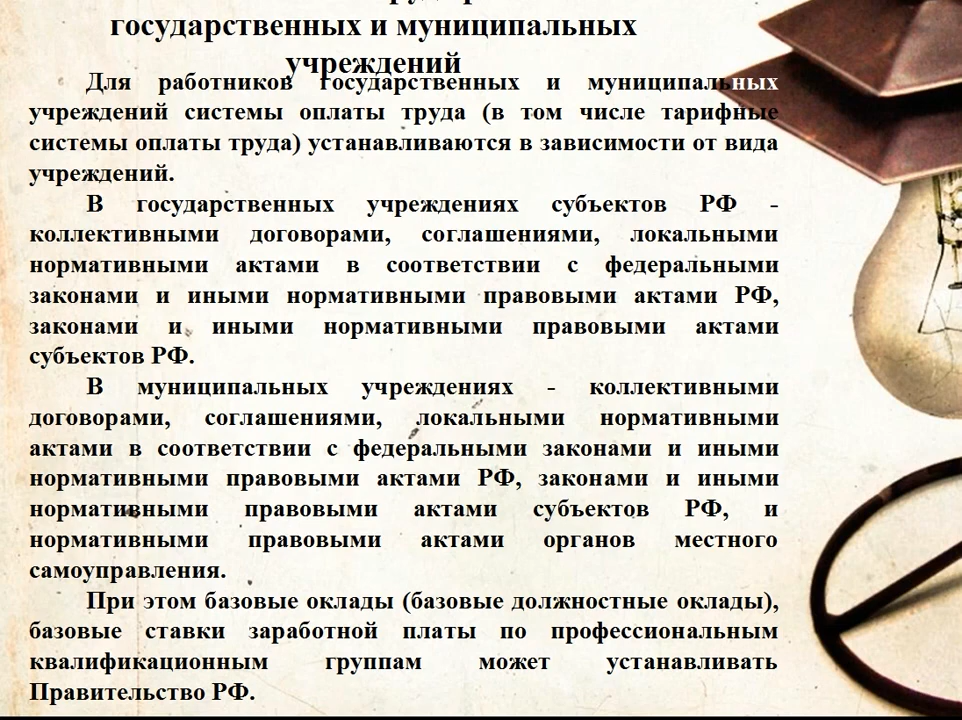 государственных и муниципальных
учреждений
Для работников государственных и муниципальных
учреждений системы оплаты труда (в том числе тарифные
системы оплаты труда) устанавливаются в зависимости от вида
учреждений.
В государственных учреждениях субъектов РФ -
коллективными договорами, соглашениями, локальными
нормативными актами в соответствии с федеральными
законами и иными нормативными правовыми актами РФ,
законами и иными нормативными правовыми актами
субъектов РФ.
В муниципальных учреждениях - коллективными
договорами, соглашениями, локальными нормативными
актами в соответствии с федеральными законами и иными
нормативными правовыми актами РФ, законами и иными
нормативными правовыми актами субъектов РФ, и
нормативными правовыми актами органов местного
самоуправления.
При этом базовые оклады (базовые должностные оклады),
базовые ставки заработной платы по профессиональным
квалификационным группам может устанавливать
Правительство РФ.